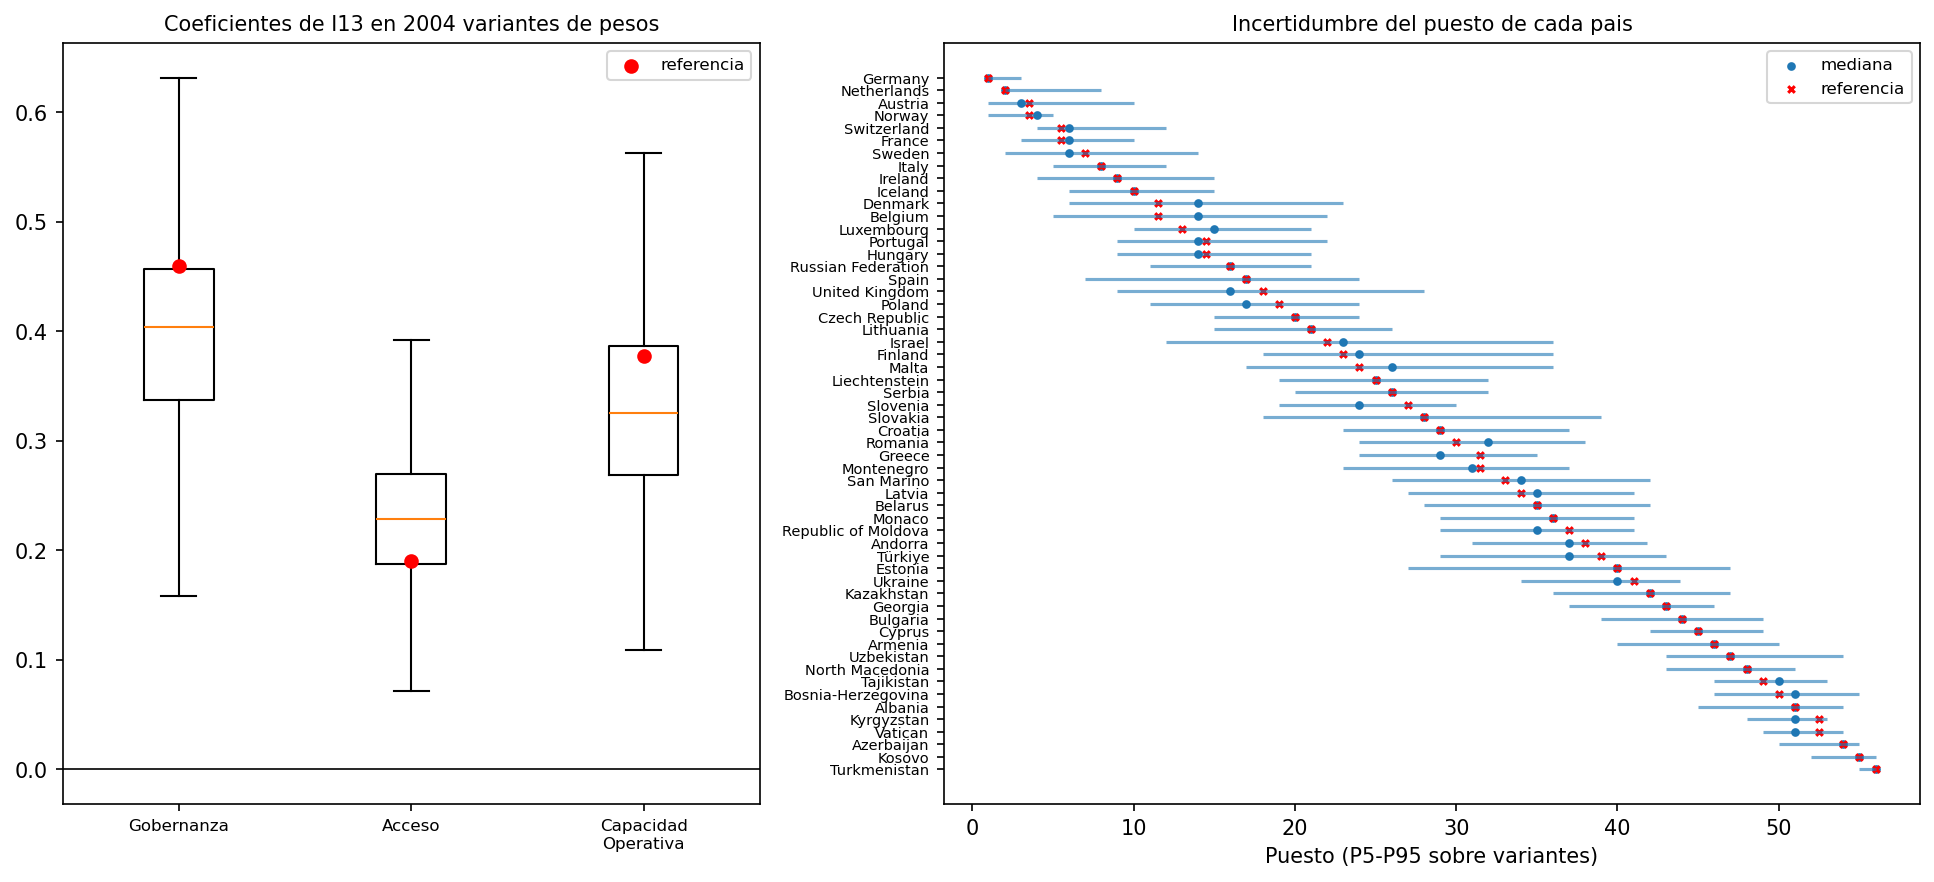 Coeficientes de l13 en 2004 variantes de pesos
referencia
0.6
0.5
0.4
0.3
0.2
0.1
0.0
Gobernanza
Acceso
Capacidad
Operativa
Incertidumbre del puesto de cada pais
mediana
referencia
Germany
Netherlands
Austria
Norway
Switzerland
France
Sweden
Italy
Ireland
Iceland
Denmark
Belgium
Luxembourg
Portugal
Hungary
Russian Federation
Spain
United Kingdom
Poland
Czech Republic
Lithuania
Israel
Finland
Malta
Liechtenstein
Serbia
Slovenia
Slovakia
Croatia
Romania
Greece
Montenegro
San Marino
Latvia
Belarus
Monaco
Republic of Moldova
Andorra
Türkiye
Estonia
Ukraine
Kazakhstan
Georgia
Bulgaria
Cyprus
Armenia
Uzbekistan
North Macedonia
Tajikistan
Bosnia-Herzegovina
Albania
Kyrgyzstan
Vatican
Azerbaijan
Kosovo
Turkmenistan
0
10
20
30
40
50
Puesto (P5-P95 sobre variantes)